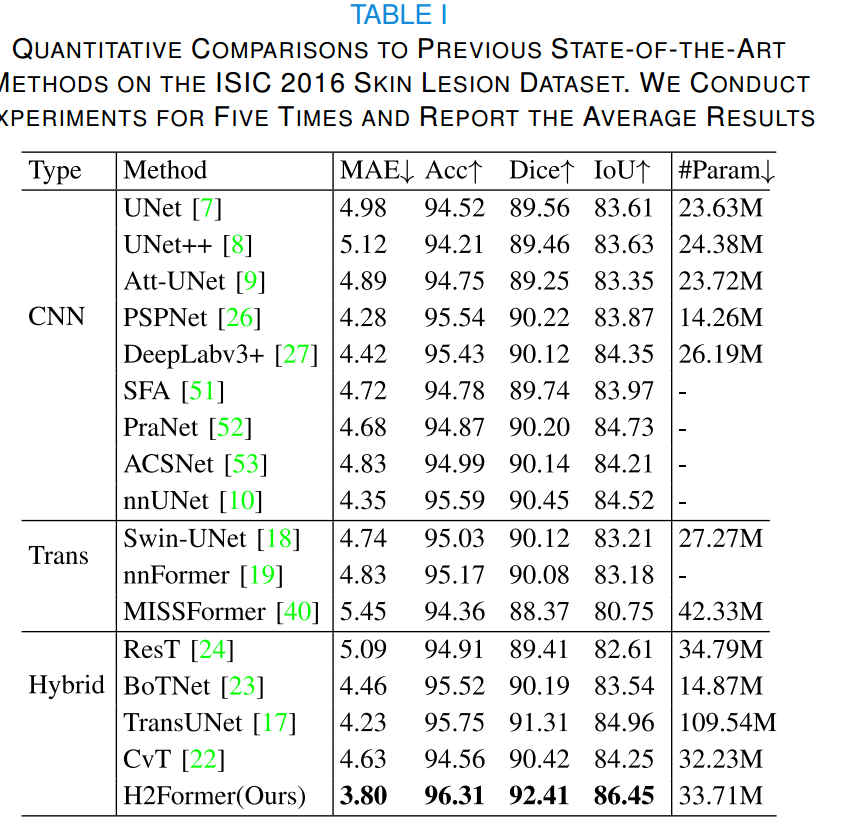 TABLE I
QUANTITATIVE COMPARISONS TO PREVIOUS STATE-OF-THE-ART
METHODS ON THE ISIC 2016 SKIN LESION DATASET. WE CONDUCT
EXPERIMENTS FOR FIVE TIMES AND REPORT THE AVERAGE RESULTS
Type Method MAE↓ Acc↑ Dice↑ IoU↑ #Param↓
UNet [7] 4.98 94.52 89.56 83.61 23.63M
UNet++ [8] 5.12 94.21 89.46 83.63 24.38M
Att-UNet [9] 4.89 94.75 89.25 83.35 23.72M
CNN PSPNet [26] 4.28 95.54 90.22 83.87 14.26M
DeepLabv3+ [27] 4.42 95.43 90.12 84.35 26.19M
SFA [51] 4.72 94.78 89.74 83.97 -
PraNet [52] 4.68 94.87 90.20 84.73 -
ACSNet [53] 4.83 94.99 90.14 84.21 -
nnUNet [10] 4.35 95.59 90.45 84.52 -
Swin-UNet [18] 4.74 95.03 90.12 83.21 27.27M
Trans nnFormer [19] 4.83 95.17 90.08 83.18 -
MISSFormer [40] 5.45 94.36 88.37 80.75 42.33M
ResT [24] 5.09 94.91 89.41 82.61 34.79M
Hybrid BoTNet [23] 4.46 95.52 90.19 83.54 14.87M
TransUNet [17] 4.23 95.75 91.31 84.96 109.54M
CvT [22] 4.63 94.56 90.42 84.25 32.23M
H2Former(Ours) 3.80 96.31 92.41 86.45 33.71M